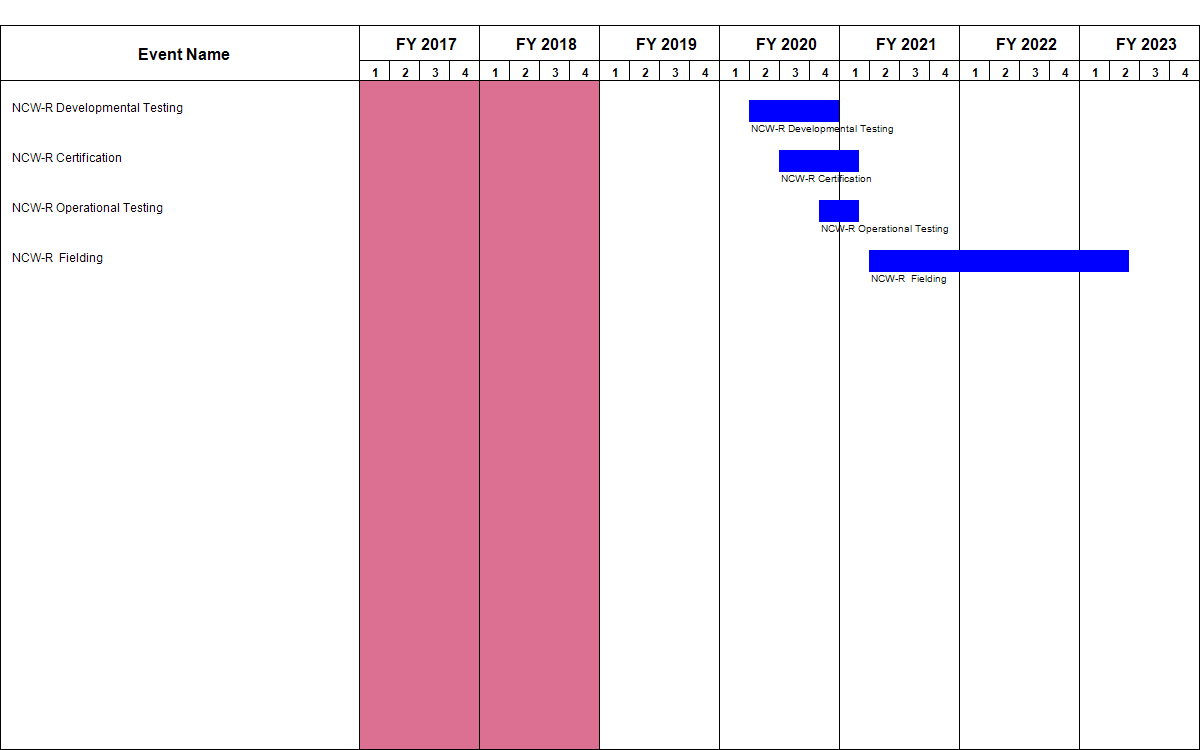 Event Name
FY 2017 FY 2018 FY 2019 FY 2020 FY 2021 FY 2022 FY 2023
1 2 3 4 1 2 3 4 1 2 3 4 1 2 3 4 1 2 3 4 1 2 3 4 1 2 3 4
NCW-R Developmental Testing
NCW-R Developmental Testing
NCW-R Certification
NCW-R Certification
NCW-R Operational Testing
NCW-R Operational Testing
NCW-R  Fielding
NCW-R  Fielding